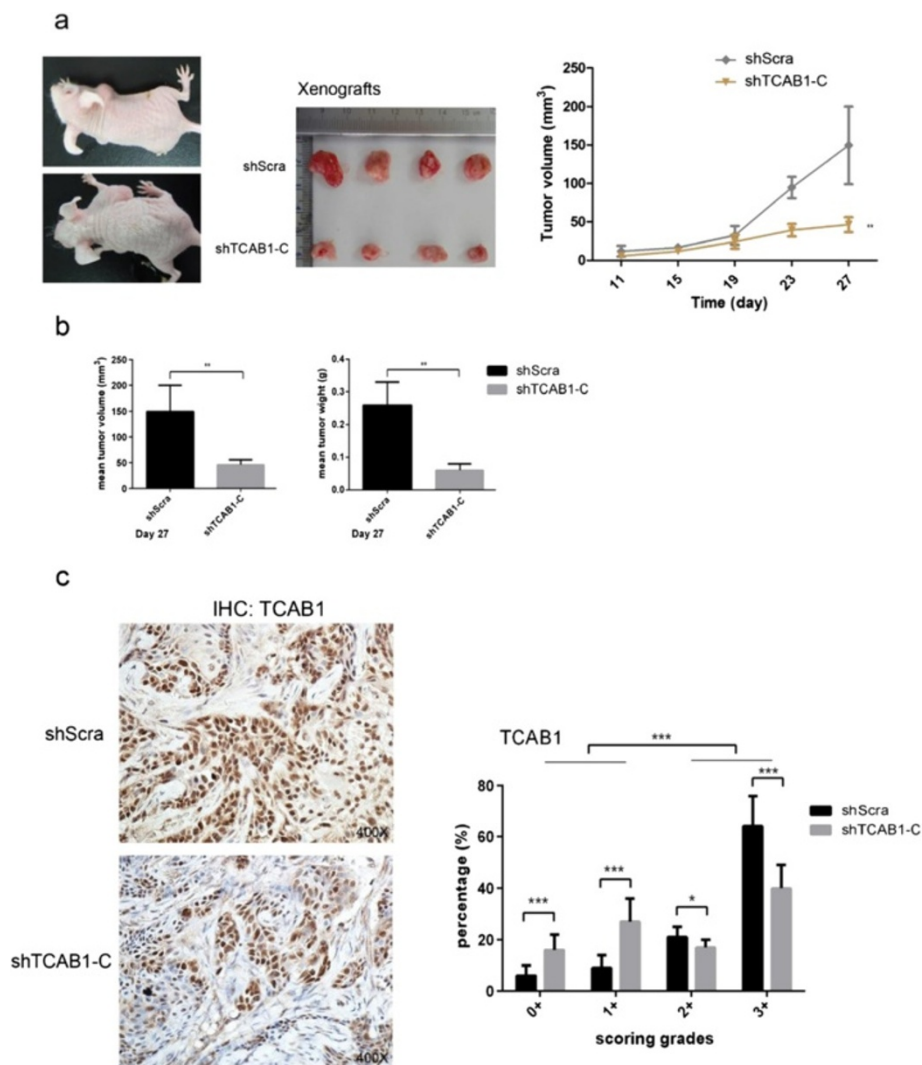 a
Xenografts
shScra
shTCAB1-C
shScra
shTCAB1-C
Tumor volume (mm³)
250
200
150
100
50
0
11 15 19 23 27
**
Time (day)
b
mean tumor volume (mm³)
250
200
150
100
50
0
**
shScra
shTCAB1-C
Day 27
mean tumor wight (g)
0.4
0.3
0.2
0.1
0.0
**
shScra
shTCAB1-C
Day 27
shScra
shTCAB1-C
c
IHC: TCAB1
shScra
400X
shTCAB1-C
400X
TCAB1
***
percentage (%)
80
60
40
20
0
***
***
*
***
0+ 1+ 2+ 3+
scoring grades
shScra
shTCAB1-C